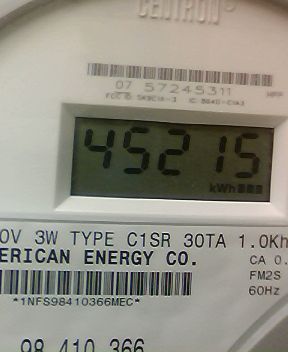 CENTRON®
07 57245311
45215
kWh
0V 3W TYPE C1SR 30TA 1.0Kh
ERICAN ENERGY CO.
CA 0.
FM2S
*1NFS98410366MEC*
60Hz
98 410 366